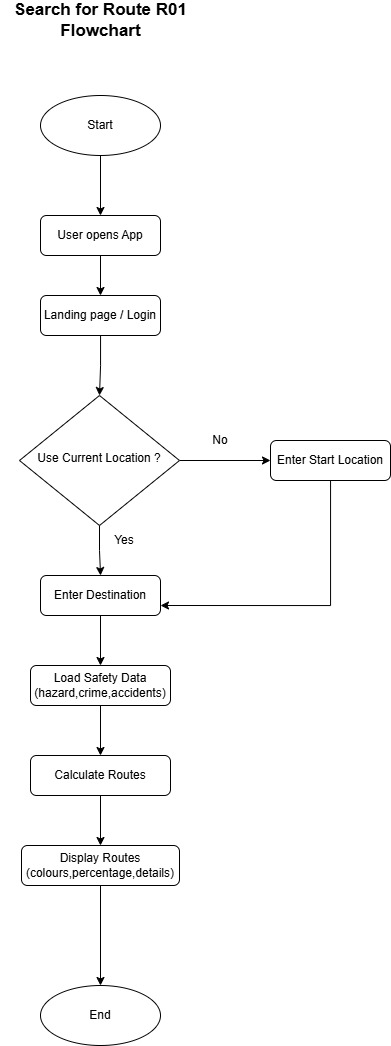 Search for Route R01
Flowchart
Start
User opens App
Landing page / Login
Use Current Location ?
No
Enter Start Location
Yes
Enter Destination
Load Safety Data
(hazard,crime,accidents)
Calculate Routes
Display Routes
(colours,percentage,details)
End